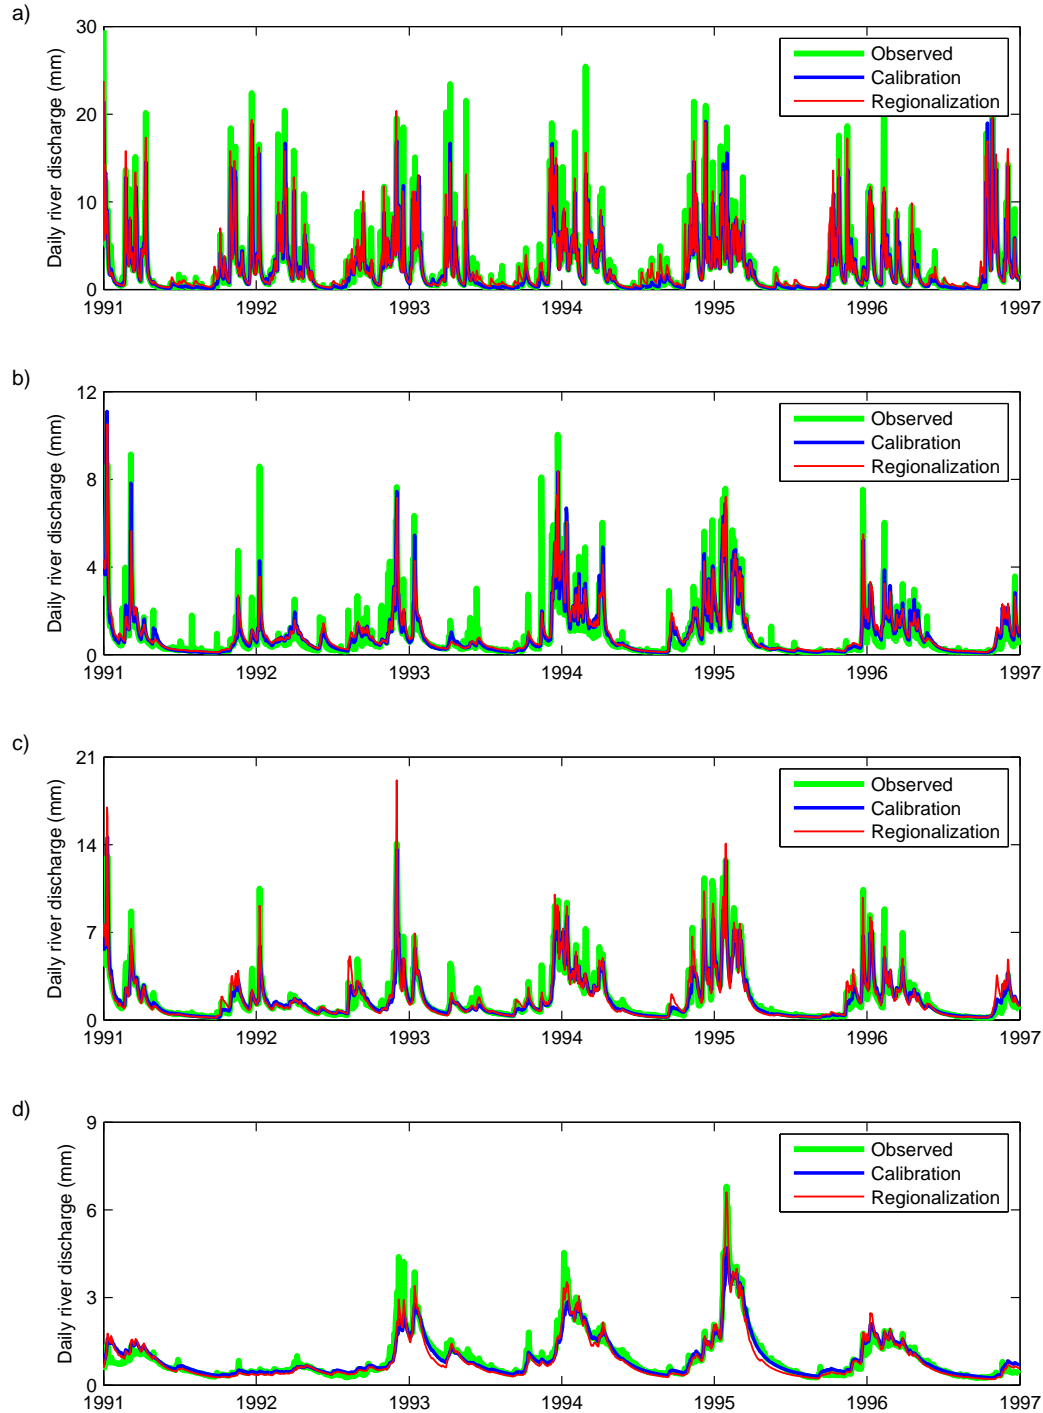 a)
Daily river discharge (mm)
30
20
10
0
Observed
Calibration
Regionalization
1991 1992 1993 1994 1995 1996 1997
b)
Daily river discharge (mm)
12
8
4
0
Observed
Calibration
Regionalization
1991 1992 1993 1994 1995 1996 1997
c)
Daily river discharge (mm)
21
14
7
0
Observed
Calibration
Regionalization
1991 1992 1993 1994 1995 1996 1997
d)
Daily river discharge (mm)
9
6
3
0
Observed
Calibration
Regionalization
1991 1992 1993 1994 1995 1996 1997